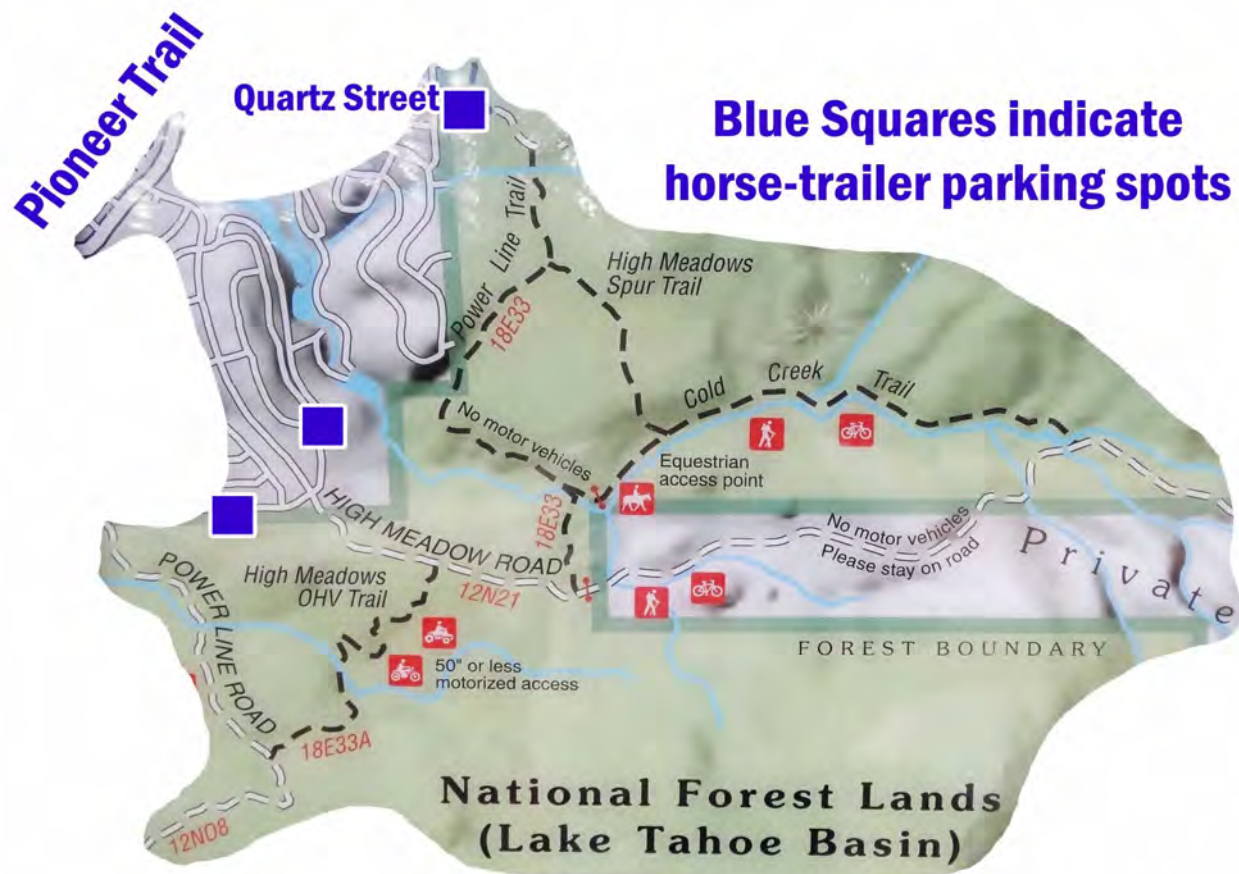 Pioneer Trail
Quartz Street
Blue Squares indicate
horse-trailer parking spots
Power Line Trail
18E33
High Meadows
Spur Trail
Cold Creek Trail
No motor vehicles
Equestrian
access point
18E33
HIGH MEADOW ROAD
12N21
No motor vehicles
Please stay on road
Private
High Meadows
OHV Trail
POWER LINE ROAD
50" or less
motorized access
FOREST BOUNDARY
18E33A
12NO8
National Forest Lands
(Lake Tahoe Basin)